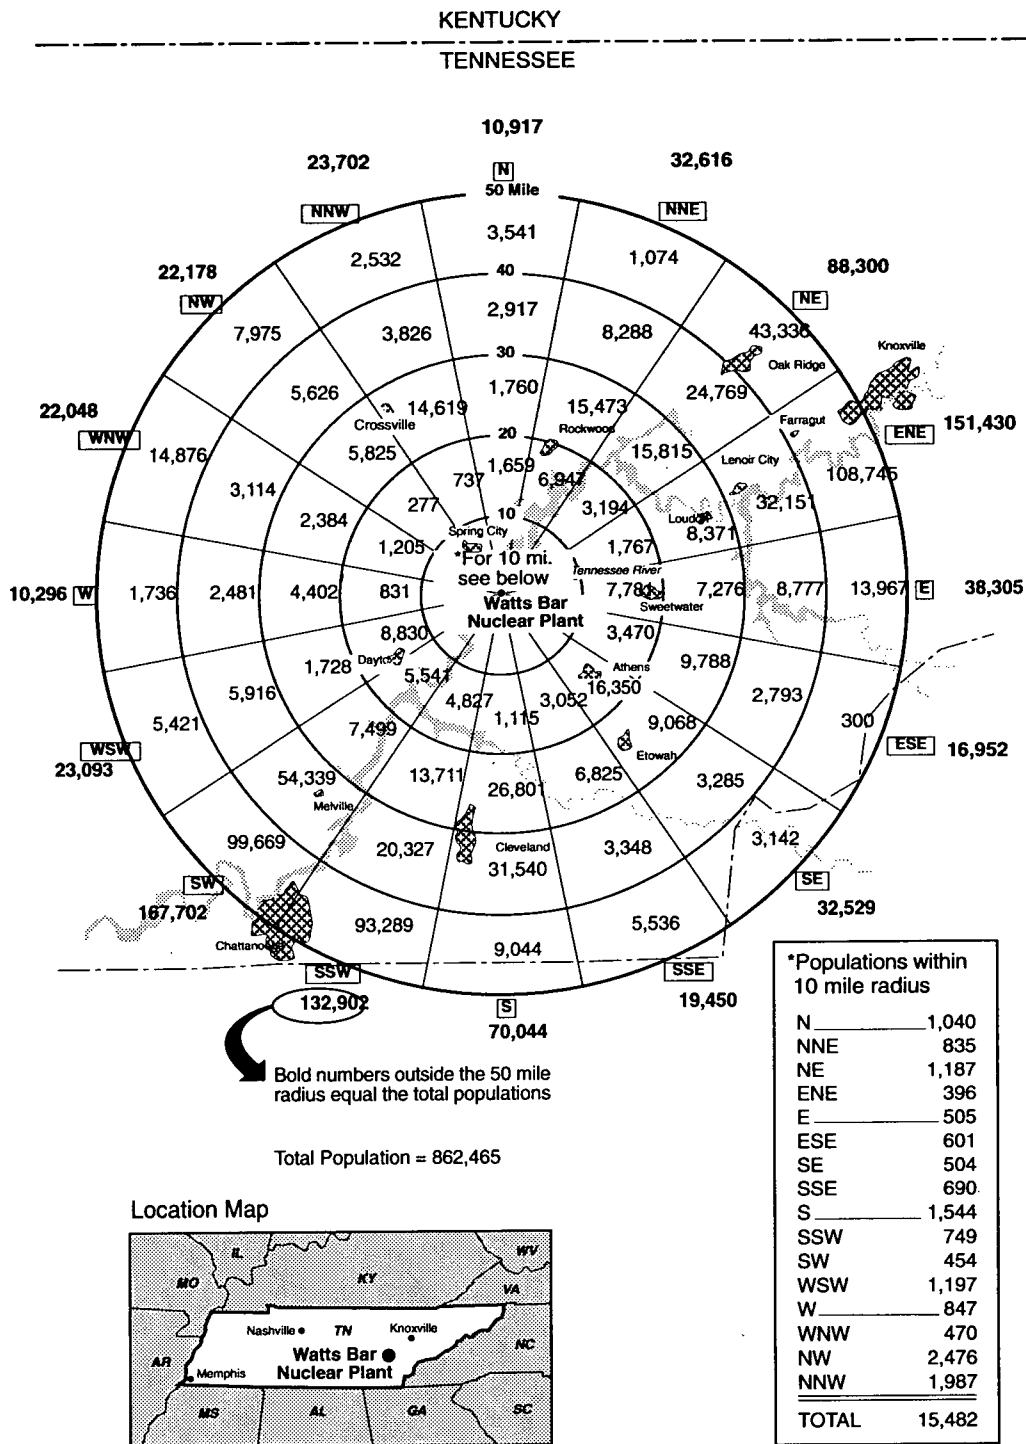 KENTUCKY
TENNESSEE
10,917
23,702
32,616
N
50 Mile
NNW
NNE
3,541
2,532
1,074
22,178
88,300
40
NW
NE
2,917
7,975
3,826
8,288
43,336
Knoxville
30
Oak Ridge
5,626
1,760
24,769
14,619
15,473
22,048
Crossville
Rockwood
Farragut
151,430
WNW
20
ENE
14,876
5,825
15,815
Lenoir City
1,659
737
6,947
108,745
3,114
277
3,194
32,151
2,384
10
Loudon
Spring City
8,371
1,205
1,767
*For 10 mi.
see below
Tennessee River
10,296
W
1,736
2,481
4,402
831
7,781
7,276
8,777
13,967
E
38,305
Watts Bar
Nuclear Plant
Sweetwater
8,830
3,470
Dayton
1,728
Athens
9,788
5,541
16,350
5,916
4,827
3,052
2,793
5,421
1,115
9,068
300
7,499
WSW
ESE
16,952
23,093
Etowah
54,339
13,711
6,825
26,801
3,285
Melville
99,669
20,327
Cleveland
3,348
3,142
31,540
SW
SE
167,702
32,529
93,289
5,536
Chattanooga
9,044
SSW
SSE
132,902
S
19,450
70,044
Bold numbers outside the 50 mile
radius equal the total populations
Total Population = 862,465
*Populations within
10 mile radius
N 1,040
NNE 835
NE 1,187
ENE 396
E 505
ESE 601
SE 504
SSE 690
S 1,544
SSW 749
SW 454
WSW 1,197
W 847
WNW 470
NW 2,476
NNW 1,987
TOTAL 15,482
Location Map
IL
WV
MO
KY
VA
Nashville
TN
Knoxville
Watts Bar
Nuclear Plant
NC
AR
Memphis
MS
AL
GA
SC